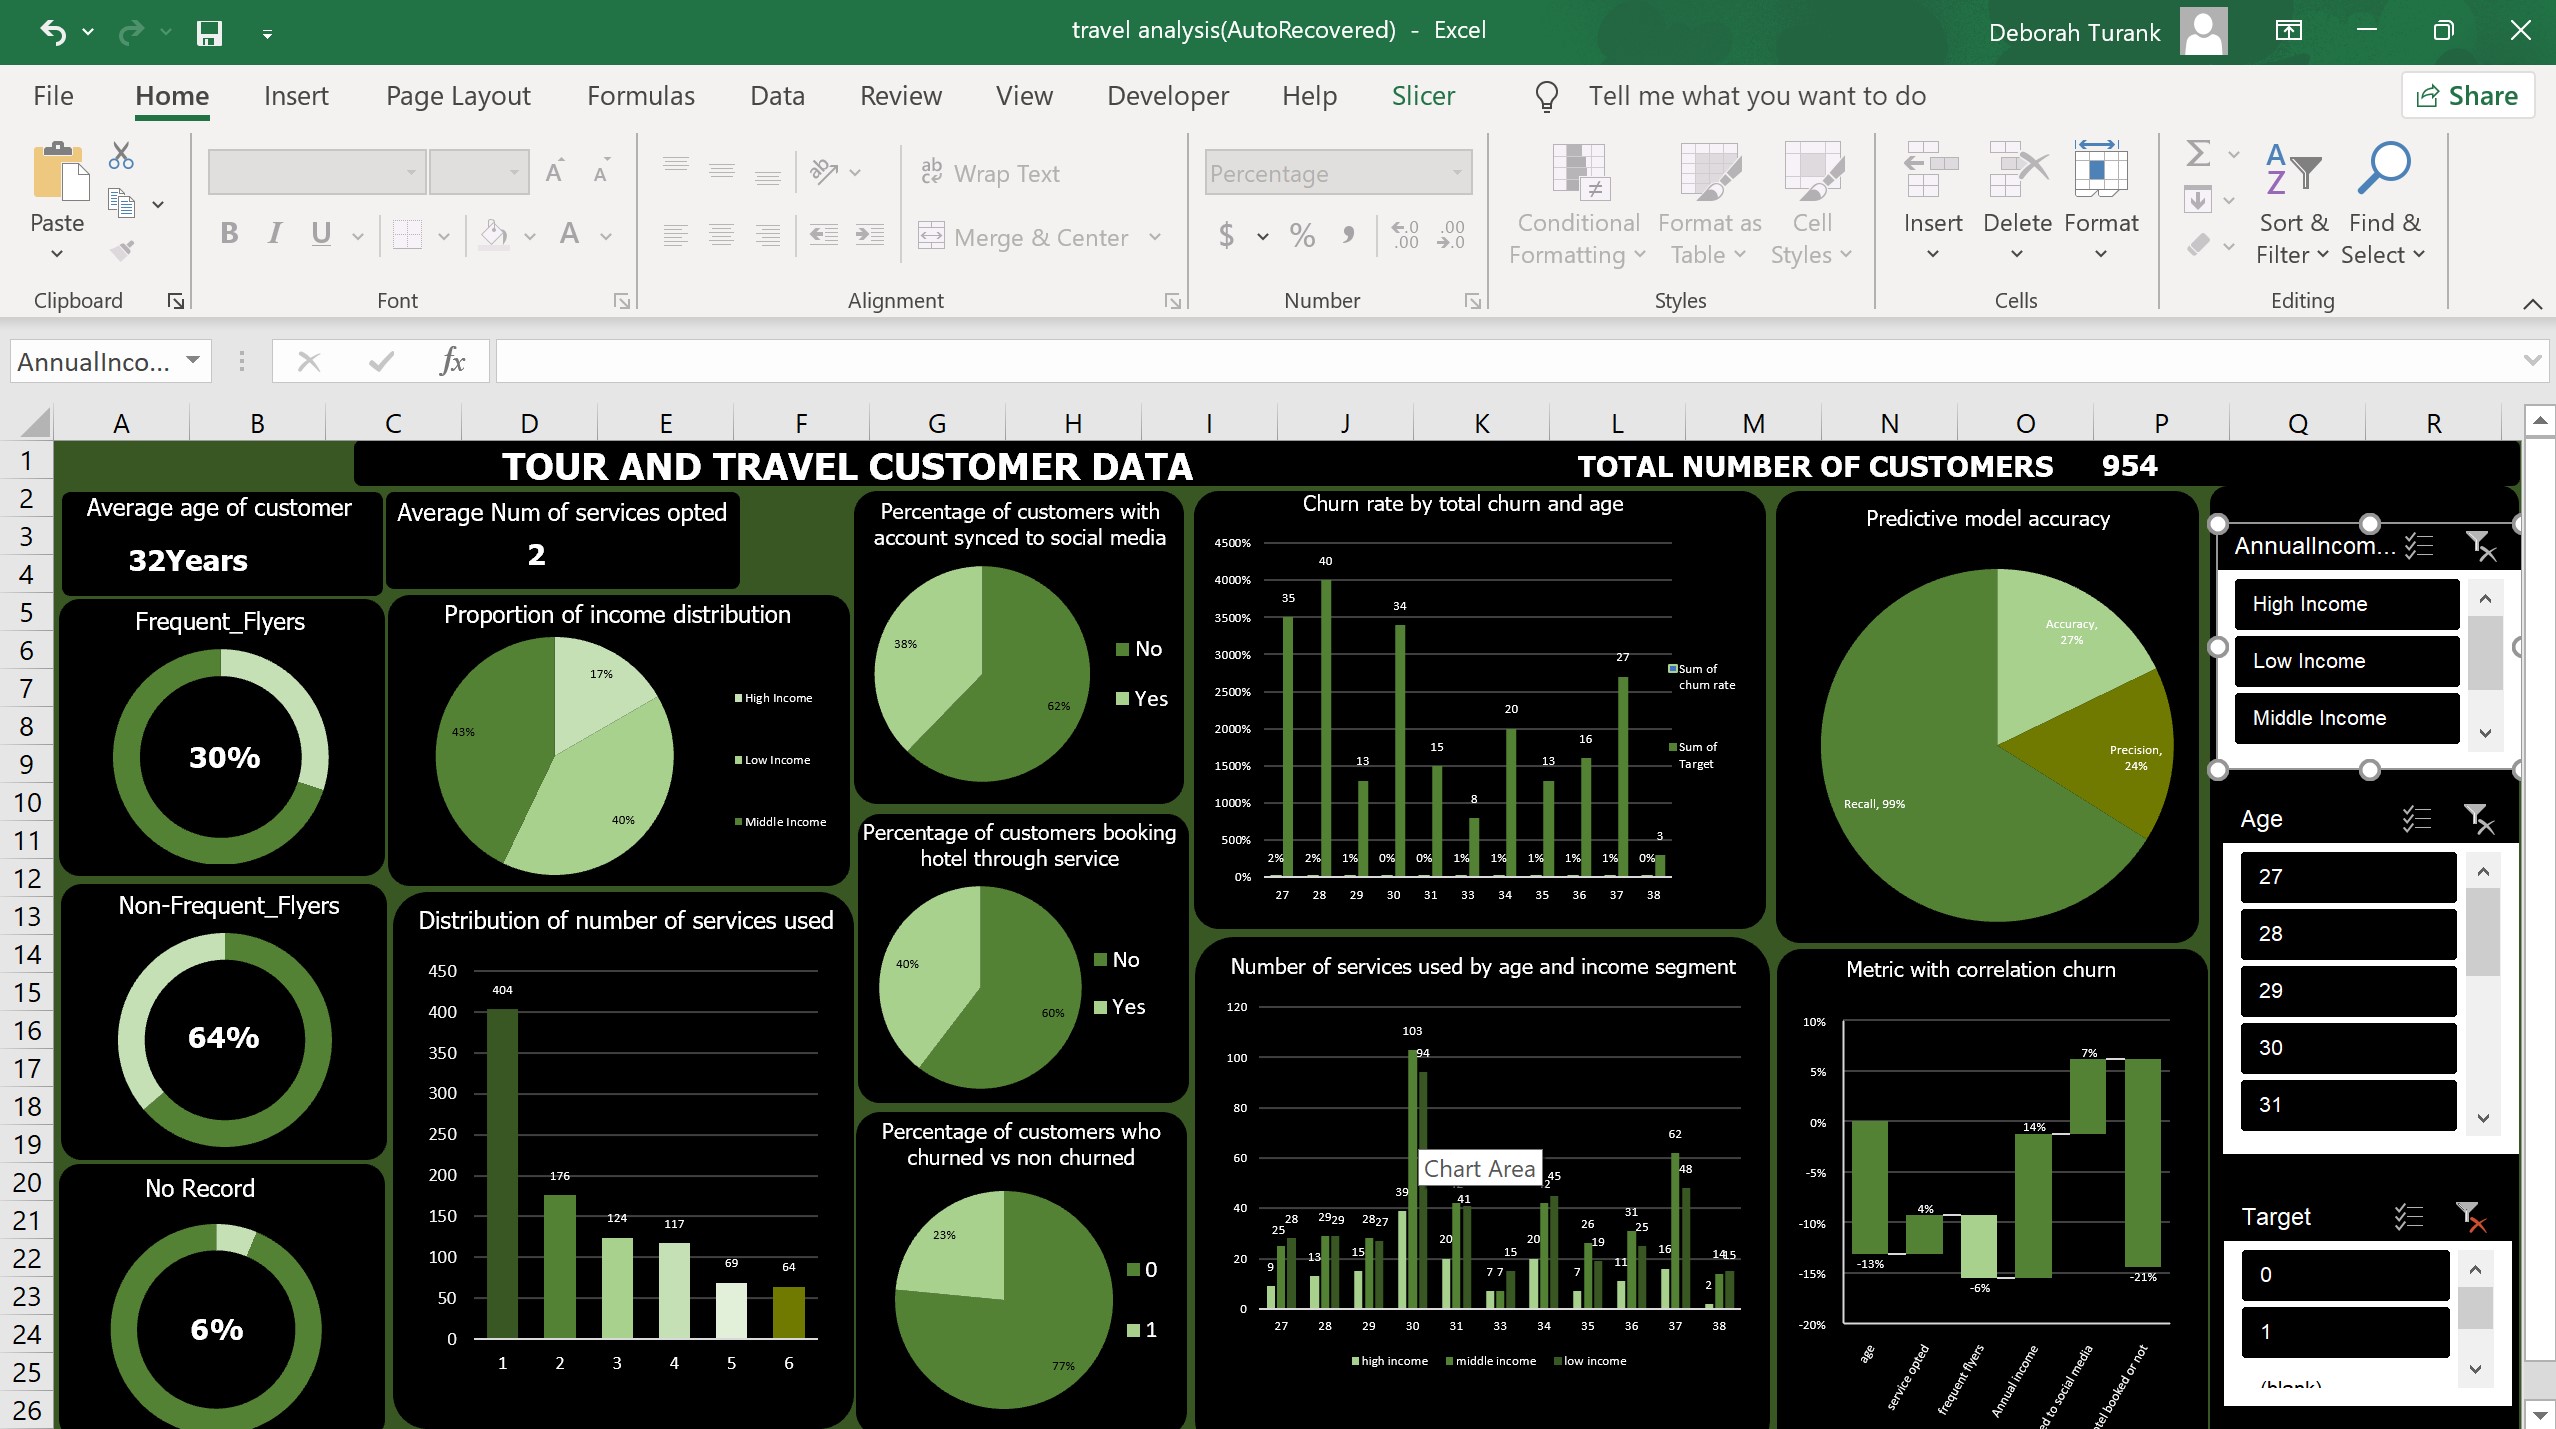 travel analysis(AutoRecovered) - Excel
Deborah Turank
File Home Insert Page Layout Formulas Data Review View Developer Help Slicer Tell me what you want to do Share
Paste
Clipboard
B I U A
Font
Wrap Text
Merge & Center
Alignment
Percentage
$ % ,
Number
Conditional Formatting
Format as Table
Cell Styles
Styles
Insert Delete Format
Cells
Sort & Filter
Find & Select
Editing
AnnualInco...
fx
A B C D E F G H I J K L M N O P Q R
1
2
3
4
5
6
7
8
9
10
11
12
13
14
15
16
17
18
19
20
21
22
23
24
25
26
TOUR AND TRAVEL CUSTOMER DATA
TOTAL NUMBER OF CUSTOMERS 954
Average age of customer
32Years
Average Num of services opted
2
Frequent_Flyers
30%
Non-Frequent_Flyers
64%
No Record
6%
Proportion of income distribution
17%
43%
40%
High Income
Low Income
Middle Income
Distribution of number of services used
450
400
350
300
250
200
150
100
50
0
404
176
124
117
69
64
1 2 3 4 5 6
Percentage of customers with
account synced to social media
38%
62%
No
Yes
Percentage of customers booking
hotel through service
40%
60%
No
Yes
Percentage of customers who
churned vs non churned
23%
77%
0
1
Churn rate by total churn and age
4500%
4000%
3500%
3000%
2500%
2000%
1500%
1000%
500%
0%
35 40 13 34 15 8 20 13 16 27 3
2% 2% 1% 0% 0% 1% 1% 1% 1% 1% 0%
27 28 29 30 31 33 34 35 36 37 38
Sum of
churn rate
Sum of
Target
Number of services used by age and income segment
120
100
80
60
40
20
0
9 25 28 13 29 29 15 28 27 39 103 94 20 41 7 7 15 20 45 7 26 19 11 31 25 16 62 48 2 14 15
Chart Area
27 28 29 30 31 33 34 35 36 37 38
high income middle income low income
Predictive model accuracy
Accuracy,
27%
Precision,
24%
Recall, 99%
Metric with correlation churn
10%
5%
0%
-5%
-10%
-15%
-20%
-13% 4% -6% 14% 7% -21%
age
service opted
frequent flyers
Annual income
ed to social media
tel booked or not
AnnualIncom...
High Income
Low Income
Middle Income
Age
27
28
29
30
31
Target
0
1